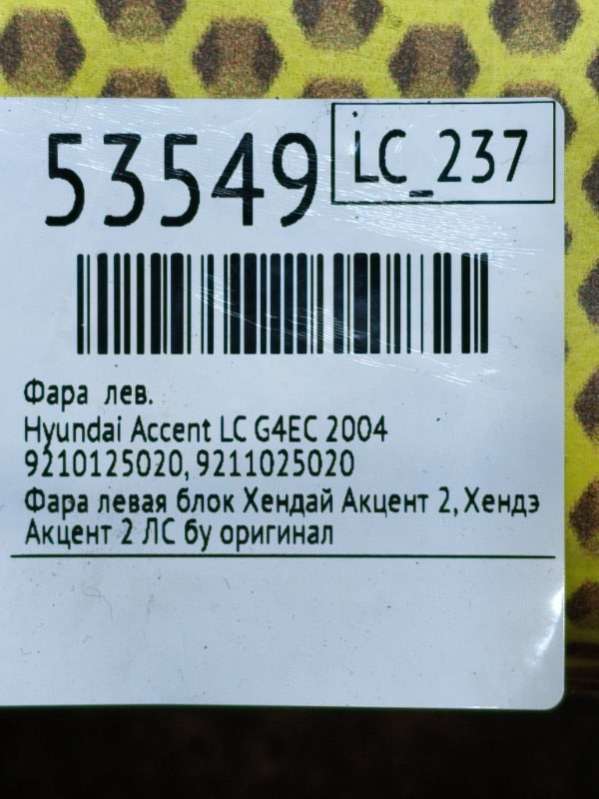 53549
LC_237
Фара лев.
Hyundai Accent LC G4EC 2004
9210125020, 9211025020
Фара левая блок Хендай Акцент 2, Хендэ
Акцент 2 ЛС бу оригинал